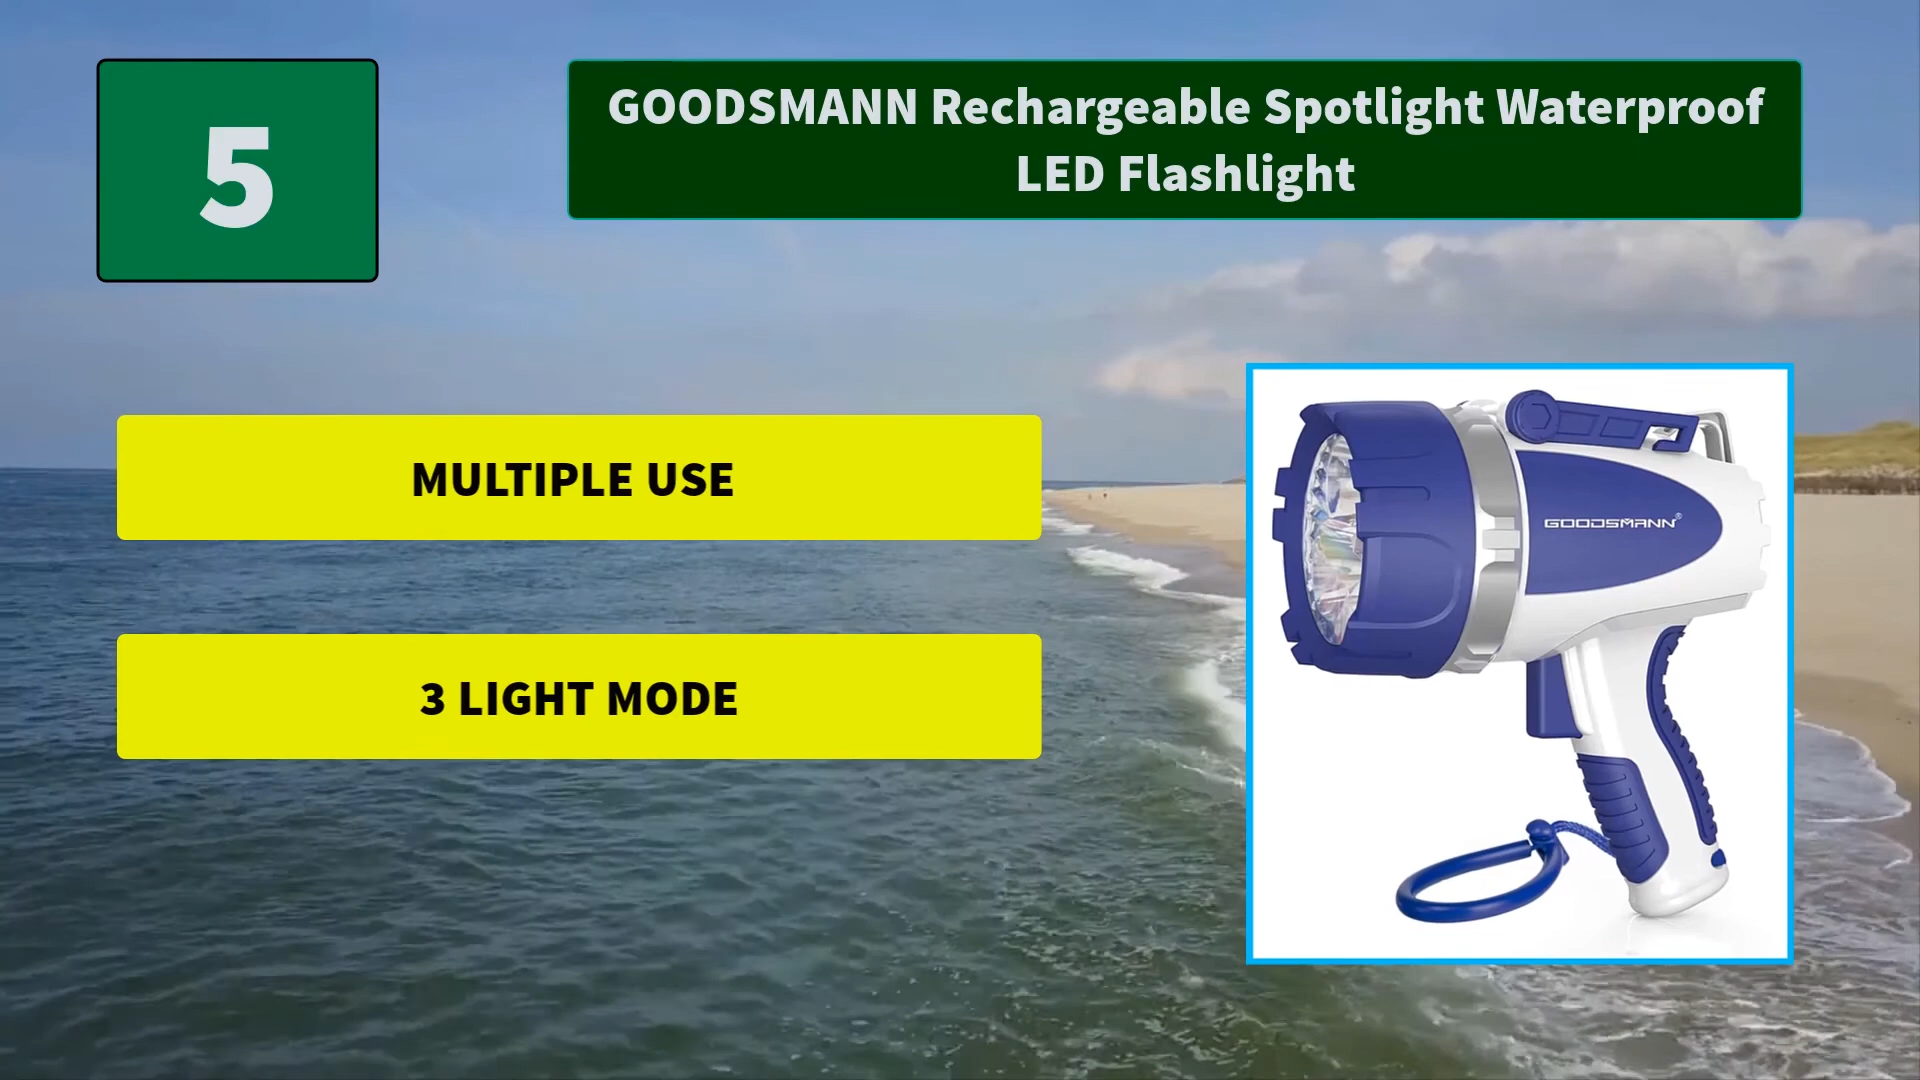 5
GOODSMANN Rechargeable Spotlight Waterproof
LED Flashlight
MULTIPLE USE
3 LIGHT MODE
GOODSMANN®